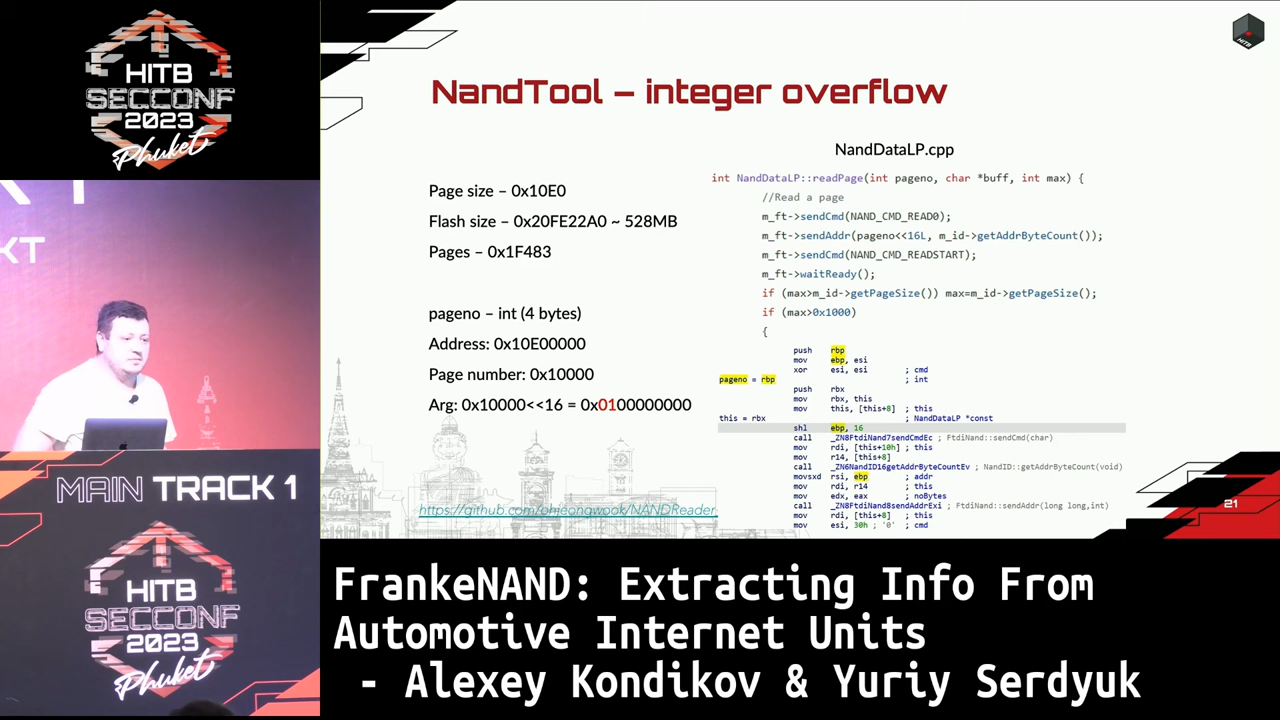 HITB
SECCONF
2023
Phuket
KT
MAIN TRACK 1
HITB
SECCONF
2023
Phuket
HITB
NandTool – integer overflow
Page size – 0x10E0
Flash size – 0x20FE22A0 ~ 528MB
Pages – 0x1F483
pageno – int (4 bytes)
Address: 0x10E00000
Page number: 0x10000
Arg: 0x10000<<16 = 0x0100000000
https://github.com/ohjeongwook/NANDReader
NandDataLP.cpp
int NandDataLP::readPage(int pageno, char *buff, int max) {
//Read a page
m_ft->sendCmd(NAND_CMD_READ0);
m_ft->sendAddr(pageno<<16L, m_id->getAddrByteCount());
m_ft->sendCmd(NAND_CMD_READSTART);
m_ft->waitReady();
if (max>m_id->getPageSize()) max=m_id->getPageSize();
if (max>0x1000)
{
push rbp
mov ebp, esi
xor esi, esi ; cmd
pageno = rbp ; int
push rbx
mov rbx, this
mov this, [this+8] ; this
this = rbx ; NandDataLP *const
shl ebp, 16
call _ZN8FtdiNand7sendCmdEc ; FtdiNand::sendCmd(char)
mov rdi, [this+10h] ; this
mov r14, [this+8]
call _ZN6NandID16getAddrByteCountEv ; NandID::getAddrByteCount(void)
movsxd rsi, ebp ; addr
mov rdi, r14 ; this
mov edx, eax ; noBytes
call _ZN8FtdiNand8sendAddrExi ; FtdiNand::sendAddr(long long,int)
mov rdi, [this+8] ; this
mov esi, 30h ; '0' ; cmd
21
FrankeNAND: Extracting Info From
Automotive Internet Units
- Alexey Kondikov & Yuriy Serdyuk